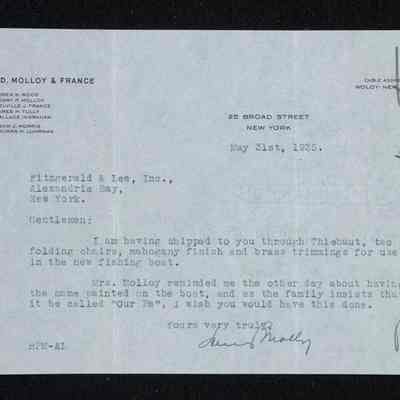 D, MOLLOY & FRANCE
CABLE ADDRE
25 BROAD STREET
NEW YORK
May 31st, 1935.
Fitzgerald & Lee, Inc.,
Alexandria Bay,
New York.
Gentlemen:
I am having shipped to you through Thiebaut, two
folding chairs, mahogany finish and brass trimmings for use
in the new fishing boat.
Mrs. Molloy reminded me the other day about having
the name painted on the boat, and as the family insists tha
it be called "Our Pa", I wish you would have this done.
Yours very truly,
Molloy
HPM-AL